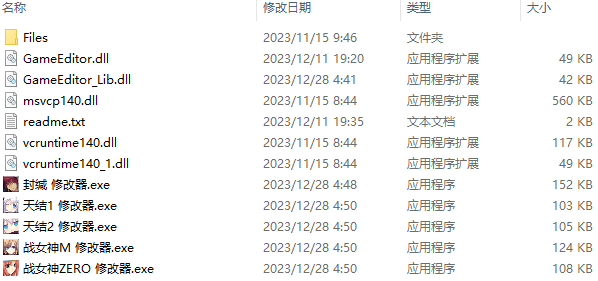 名称 修改日期 类型 大小
Files 2023/11/15 9:46 文件夹
GameEditor.dll 2023/12/11 19:20 应用程序扩展 49 KB
GameEditor_Lib.dll 2023/12/28 4:41 应用程序扩展 42 KB
msvcp140.dll 2023/11/15 8:44 应用程序扩展 560 KB
readme.txt 2023/12/11 19:35 文本文档 2 KB
vcruntime140.dll 2023/11/15 8:44 应用程序扩展 117 KB
vcruntime140_1.dll 2023/11/15 8:44 应用程序扩展 49 KB
封缄 修改器.exe 2023/12/28 4:48 应用程序 152 KB
天结1 修改器.exe 2023/12/28 4:50 应用程序 103 KB
天结2 修改器.exe 2023/12/28 4:50 应用程序 105 KB
战女神M 修改器.exe 2023/12/28 4:50 应用程序 124 KB
战女神ZERO 修改器.exe 2023/12/28 4:50 应用程序 108 KB